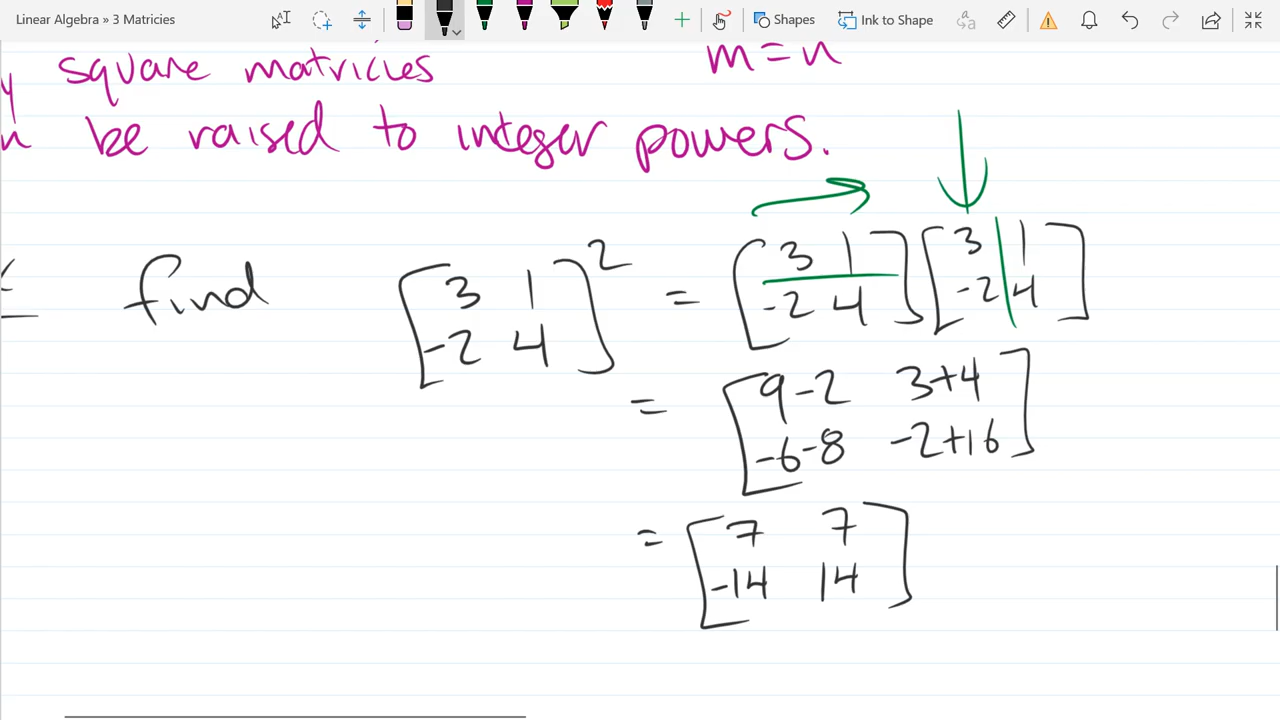 Linear Algebra » 3 Matricies
Shapes
Ink to Shape
square matricies m = n
be raised to integer powers.
find [3 1; -2 4]^2 = [3 1; -2 4] [3 1; -2 4]
= [9-2 3+4; -6-8 -2+16]
= [7 7; -14 14]